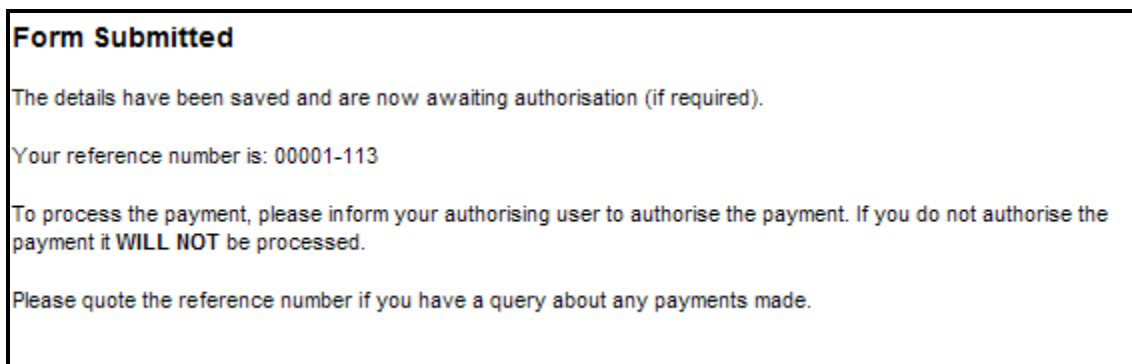 Form Submitted
The details have been saved and are now awaiting authorisation (if required).
Your reference number is: 00001-113
To process the payment, please inform your authorising user to authorise the payment. If you do not authorise the
payment it WILL NOT be processed.
Please quote the reference number if you have a query about any payments made.